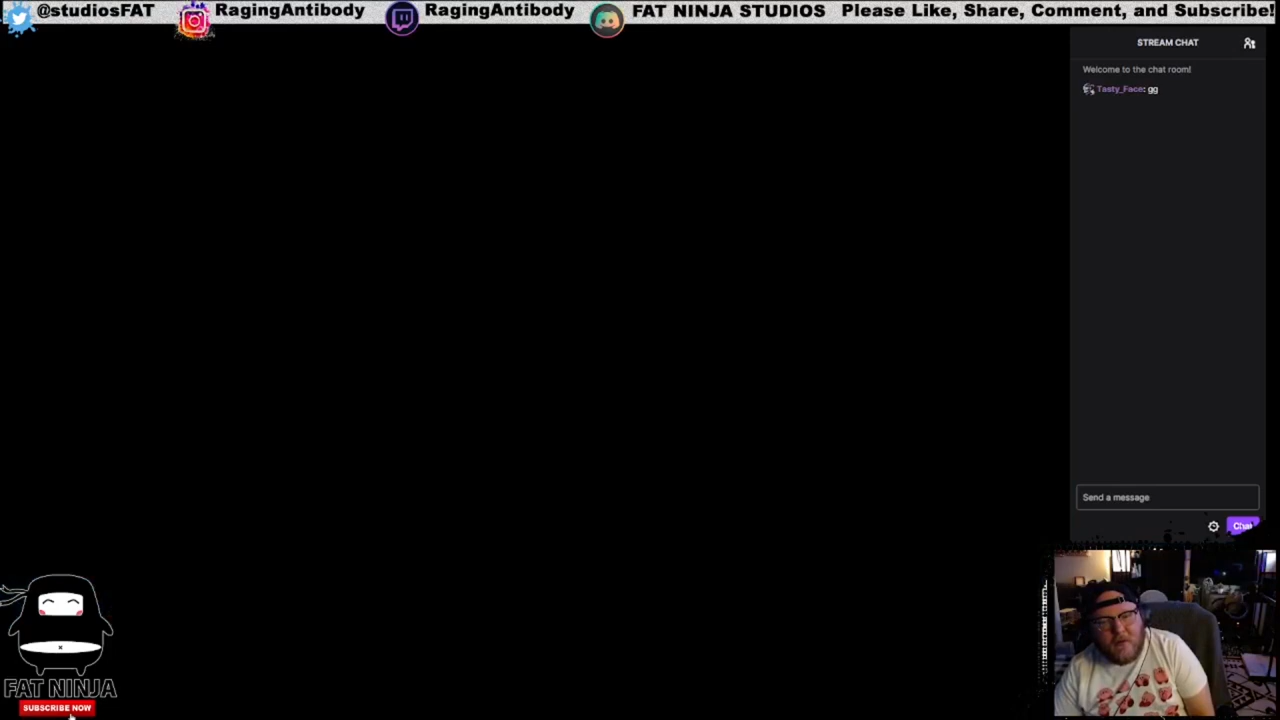 @studiosFAT RagingAntibody RagingAntibody FAT NINJA STUDIOS Please Like, Share, Comment, and Subscribe!
STREAM CHAT
Welcome to the chat room!
Tasty_Face: gg
Send a message
Chat
FAT NINJA
SUBSCRIBE NOW